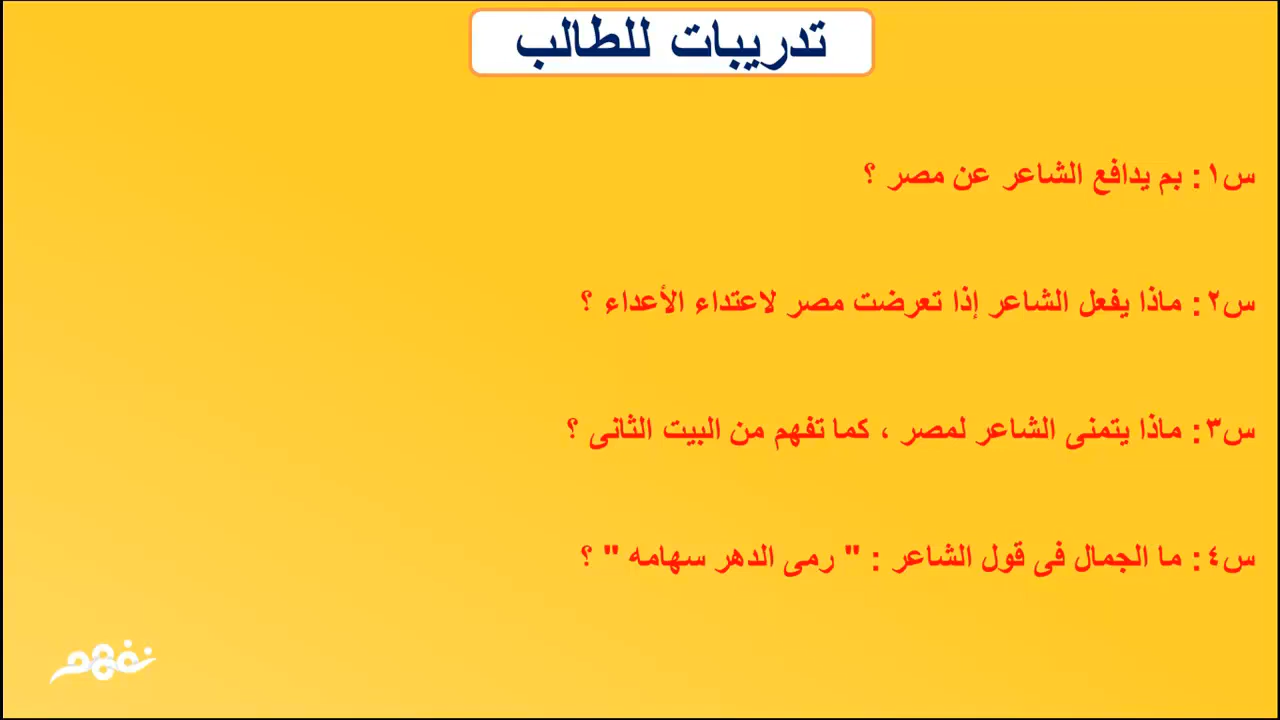 تدريبات للطالب
س١: بم يدافع الشاعر عن مصر ؟
س٢: ماذا يفعل الشاعر إذا تعرضت مصر لاعتداء الأعداء ؟
س٣: ماذا يتمنى الشاعر لمصر ، كما تفهم من البيت الثانى ؟
س٤: ما الجمال فى قول الشاعر : " رمى الدهر سهامه " ؟
نفهم